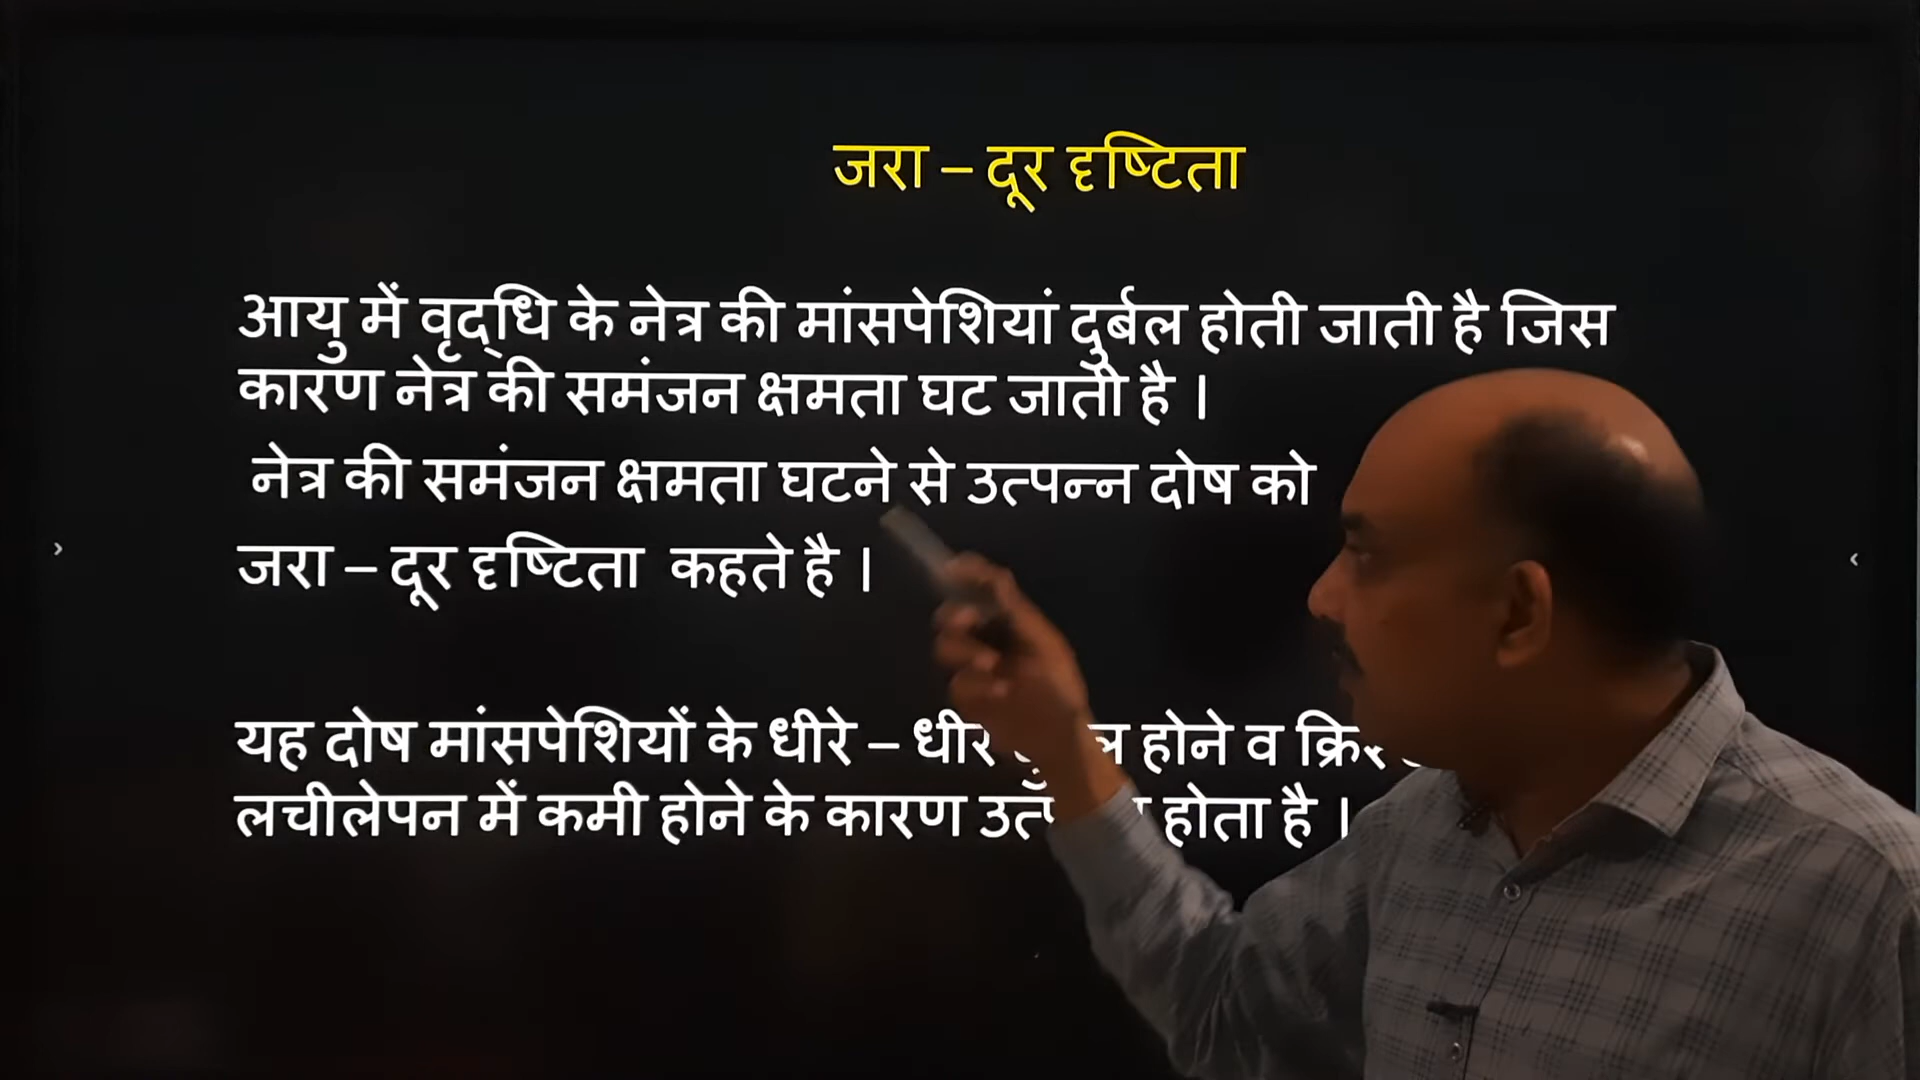 जरा – दूर दृष्टिता
आयु में वृद्धि के नेत्र की मांसपेशियां दुर्बल होती जाती है जिस
कारण नेत्र की समंजन क्षमता घट जाती है ।
नेत्र की समंजन क्षमता घटने से उत्पन्न दोष को
जरा – दूर दृष्टिता कहते है ।
यह दोष मांसपेशियों के धीरे – होने व
लचीलेपन में कमी होने के कारण होता है ।